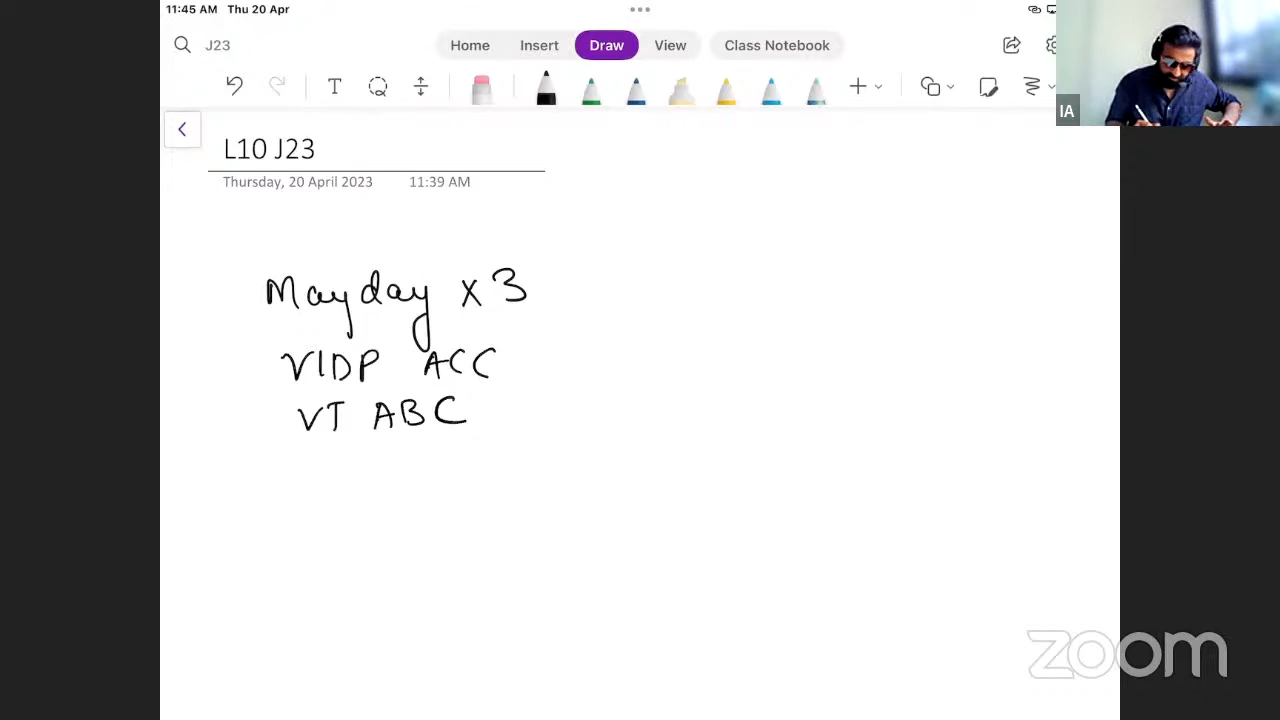 11:45 AM Thu 20 Apr
J23
Home Insert Draw View Class Notebook
T
IA
L10 J23
Thursday, 20 April 2023 11:39 AM
Mayday x 3
VIDP ACC
VT ABC
zoom